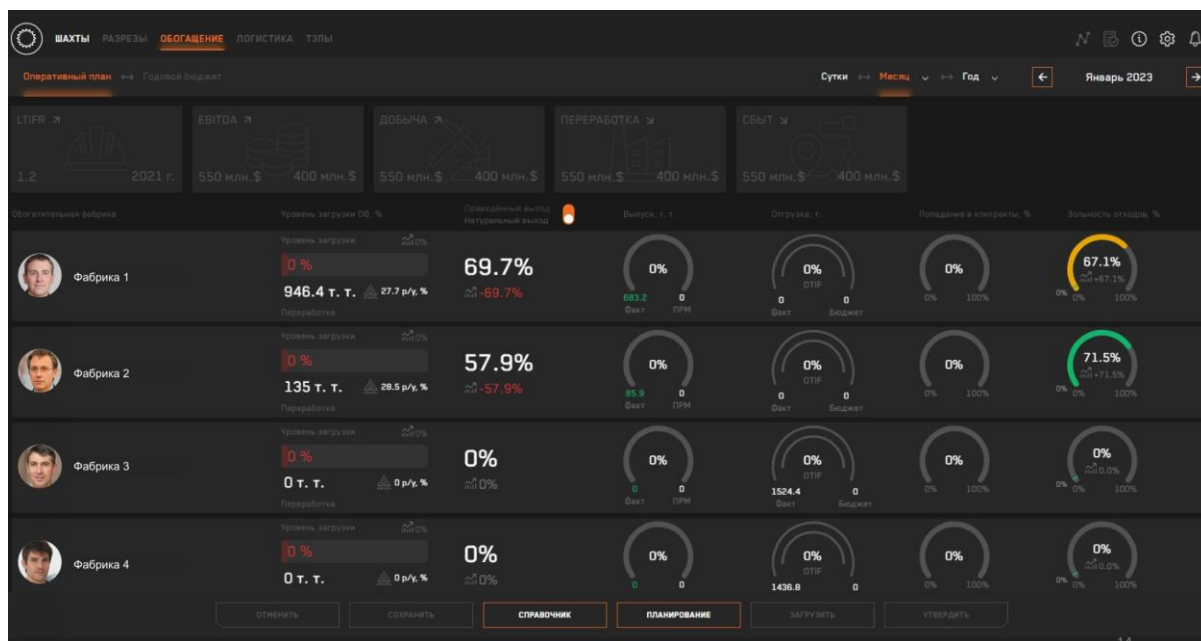 ШАХТЫ РАЗРЕЗЫ ОБОГАЩЕНИЕ ЛОГИСТИКА ТЭПЫ
Оперативный план Годовой бюджет Сутки Месяц Год Январь 2023
LTIFR EBITDA ДОБЫЧА ПЕРЕРАБОТКА СБЫТ
1.2 2021 г. 550 млн.$ 400 млн.$ 550 млн.$ 400 млн.$ 550 млн.$ 400 млн.$ 550 млн.$ 400 млн.$
Обогатительная фабрика Уровень загрузки ОФ, % Приведённый выход Выпуск, т. т. Отгрузка, т. Попадание в контракты, % Зольность отходов, %
Натуральный выход
Уровень загрузки 0%
Фабрика 1 0 % 69.7% 0% 0% 0% 67.1%
OTIF +67.1%
946.4 т. т. 27.7 р/у, % -69.7% 683.2 0 0 0 0% 100% 0% 0% 100%
Переработка Факт ПРМ Факт Бюджет
Уровень загрузки 0%
Фабрика 2 0 % 57.9% 0% 0% 0% 71.5%
OTIF +71.5%
135 т. т. 28.5 р/у, % -57.9% 85.9 0 0 0 0% 100% 0% 0% 100%
Переработка Факт ПРМ Факт Бюджет
Уровень загрузки 0%
Фабрика 3 0 % 0% 0% 0% 0% 0%
OTIF 0.0%
0 т. т. 0 р/у, % 0% 0 0 1524.4 0 0% 100% 0% 0% 100%
Переработка Факт ПРМ Факт Бюджет
Уровень загрузки 0%
Фабрика 4 0 % 0% 0% 0% 0% 0%
OTIF 0.0%
0 т. т. 0 р/у, % 0% 0 0 1436.8 0 0% 100% 0% 0% 100%
ОТМЕНИТЬ СОХРАНИТЬ СПРАВОЧНИК ПЛАНИРОВАНИЕ ЗАГРУЗИТЬ УТВЕРДИТЬ
14